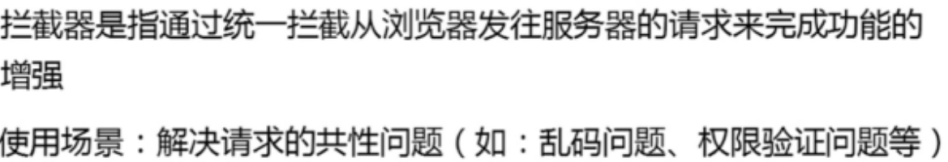 拦截器是指通过统一拦截从浏览器发往服务器的请求来完成功能的
增强
使用场景：解决请求的共性问题（如：乱码问题、权限验证问题等）